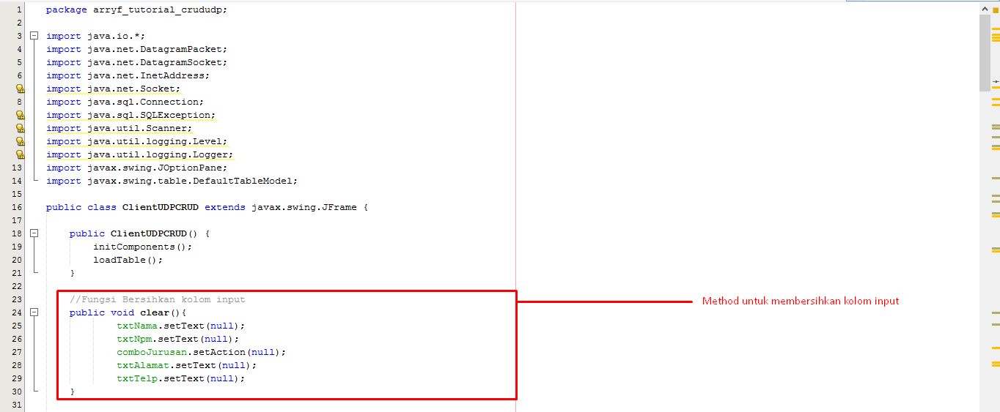 1 package arryf_tutorial_crududp;
2
3 import java.io.*;
4 import java.net.DatagramPacket;
5 import java.net.DatagramSocket;
6 import java.net.InetAddress;
import java.net.Socket;
8 import java.sql.Connection;
import java.sql.SQLException;
import java.util.Scanner;
import java.util.logging.Level;
import java.util.logging.Logger;
13 import javax.swing.JOptionPane;
14 import javax.swing.table.DefaultTableModel;
15
16 public class ClientUDPCRUD extends javax.swing.JFrame {
17
18 public ClientUDPCRUD() {
19 initComponents();
20 loadTable();
21 }
22
23 //Fungsi Bersihkan kolom input
Method untuk membersihkan kolom input
24 public void clear(){
25 txtNama.setText(null);
26 txtNpm.setText(null);
27 comboJurusan.setAction(null);
28 txtAlamat.setText(null);
29 txtTelp.setText(null);
30 }
31